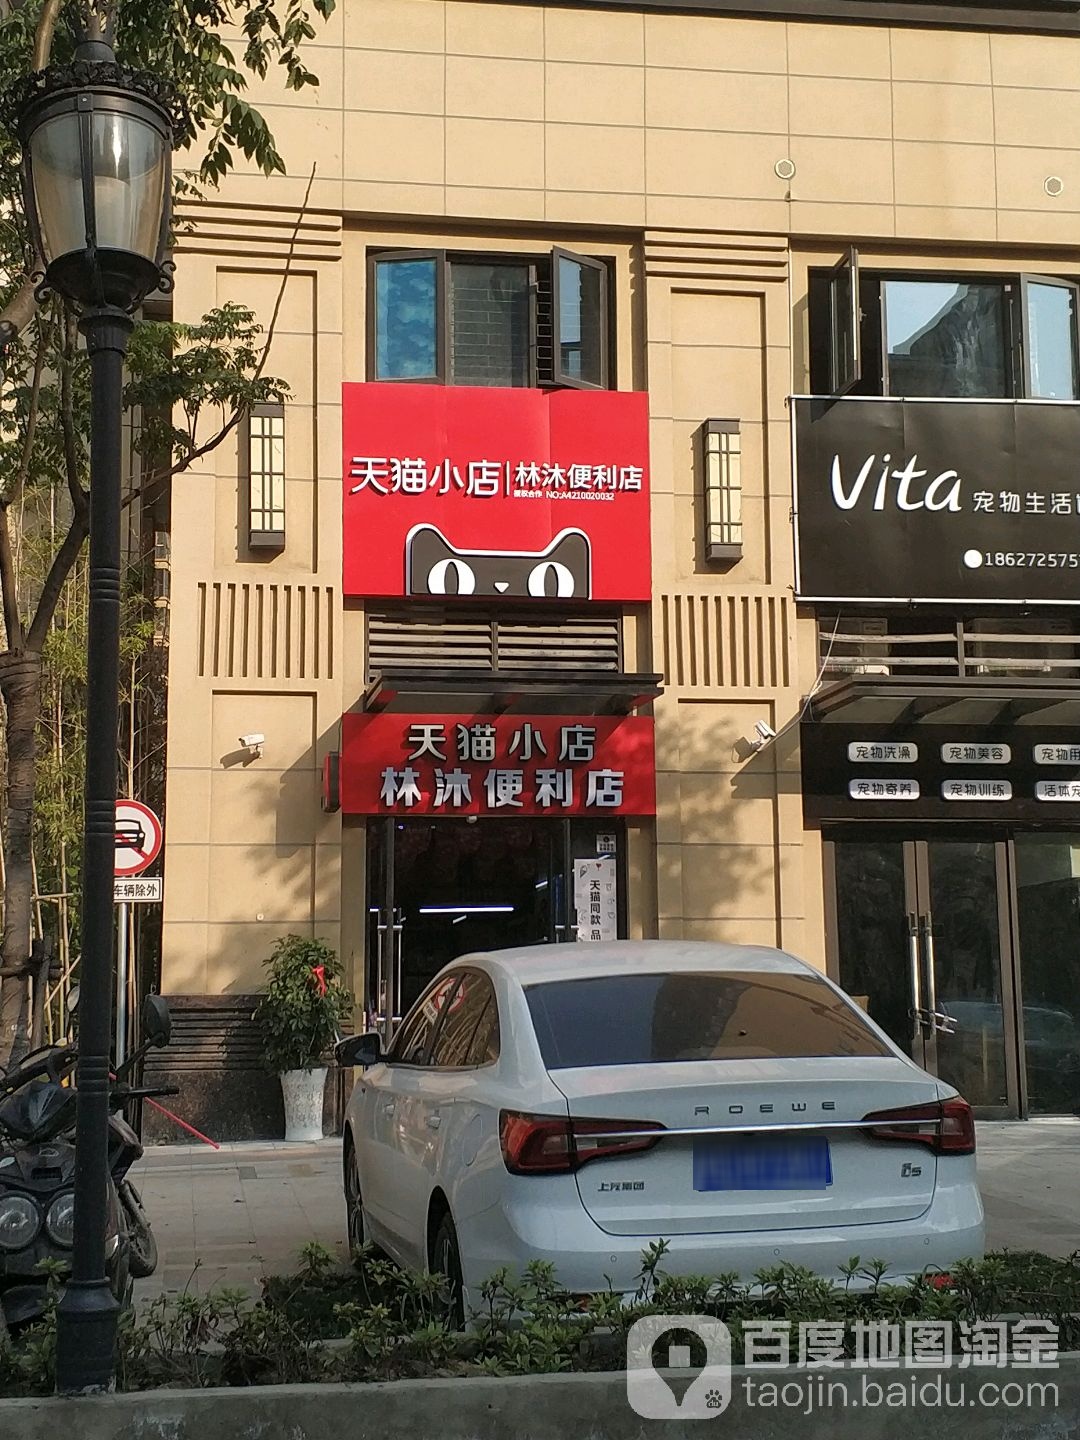 天猫小店 林沐便利店
授权合作 NO:A4210020032
Vita 宠物生活
186272575
天猫小店
林沐便利店
宠物洗澡 宠物美容 宠物用
宠物寄养 宠物训练 活体宠
车辆除外
天猫同款 品
ROEWE
上汽集团
i5
百度地图淘金
taojin.baidu.com